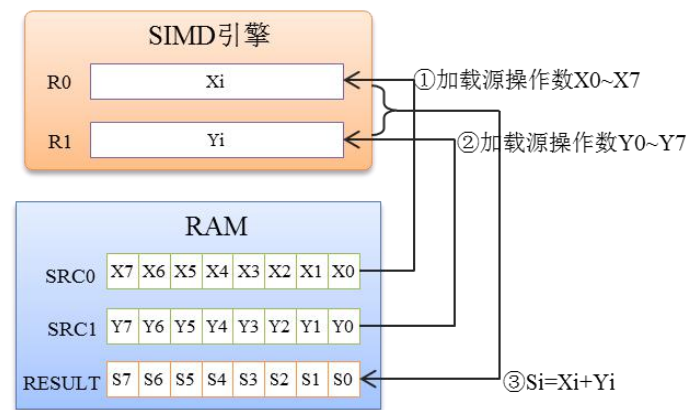 SIMD引擎
R0 Xi ①加载源操作数X0~X7
R1 Yi ②加载源操作数Y0~Y7
RAM
SRC0 X7 X6 X5 X4 X3 X2 X1 X0
SRC1 Y7 Y6 Y5 Y4 Y3 Y2 Y1 Y0
RESULT S7 S6 S5 S4 S3 S2 S1 S0 ③Si=Xi+Yi